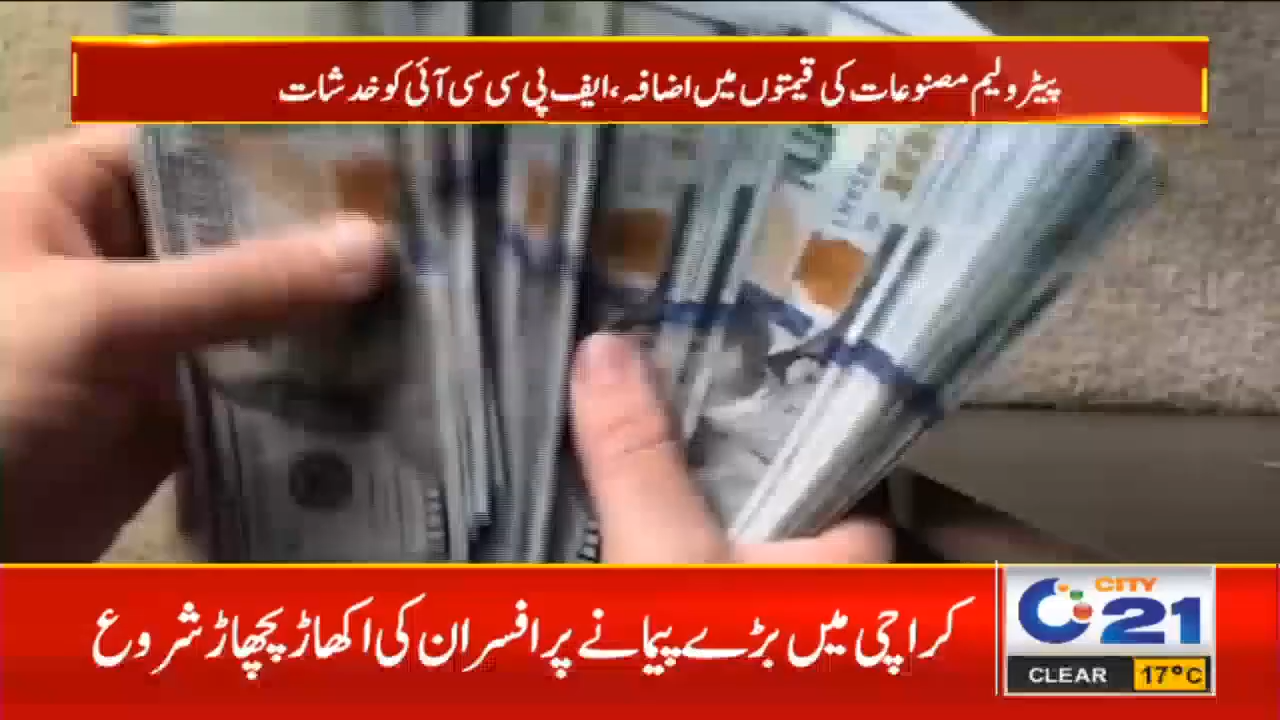 پیٹرولیم مصنوعات کی قیمتوں میں اضافہ، ایف پی سی سی آئی کو خدشات
کراچی میں بڑے پیمانے پر افسران کی اکھاڑ پچھاڑ شروع
CITY
21
CLEAR 17°C